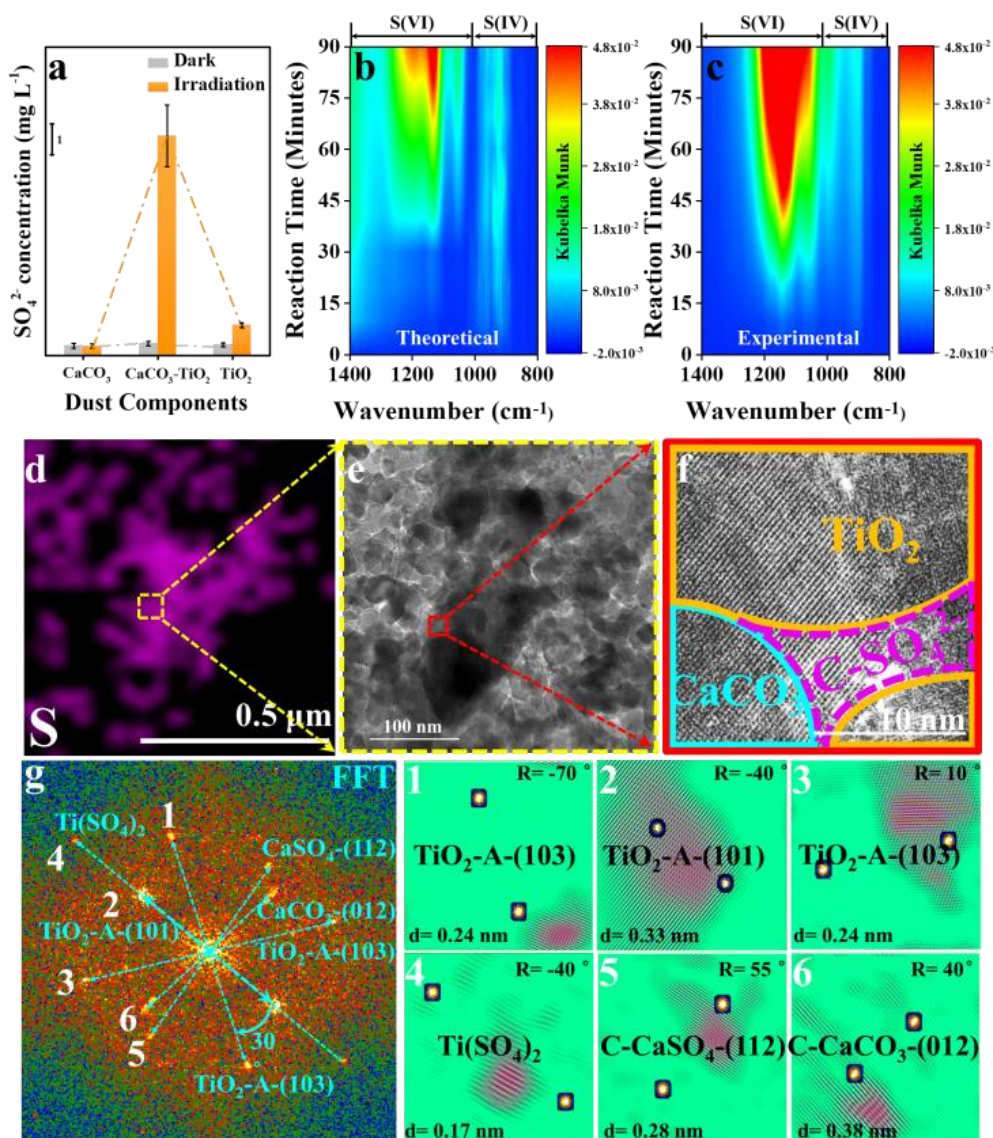 a
Dark
Irradiation
1
SO₄²⁻ concentration (mg L⁻¹)
CaCO₃
CaCO₃-TiO₂
TiO₂
Dust Components
S(VI)
S(IV)
b
Theoretical
90
75
60
45
30
15
0
Reaction Time (Minutes)
1400
1200
1000
800
Wavenumber (cm⁻¹)
4.8x10⁻²
3.8x10⁻²
2.8x10⁻²
1.8x10⁻²
8.0x10⁻³
-2.0x10⁻³
Kubelka Munk
S(VI)
S(IV)
c
Experimental
90
75
60
45
30
15
0
Reaction Time (Minutes)
1400
1200
1000
800
Wavenumber (cm⁻¹)
4.8x10⁻²
3.8x10⁻²
2.8x10⁻²
1.8x10⁻²
8.0x10⁻³
-2.0x10⁻³
Kubelka Munk
d
S
0.5 μm
e
100 nm
f
TiO₂
C-SO₄²⁻
CaCO₃
10 nm
g
FFT
Ti(SO₄)₂
1
4
CaSO₄-(112)
2
CaCO₃-(012)
TiO₂-A-(101)
TiO₂-A-(103)
3
6
5
30°
TiO₂-A-(103)
1
R= -70 °
TiO₂-A-(103)
d= 0.24 nm
2
R= -40 °
TiO₂-A-(101)
d= 0.33 nm
3
R= 10 °
TiO₂-A-(103)
d= 0.24 nm
4
R= -40 °
Ti(SO₄)₂
d= 0.17 nm
5
R= 55 °
C-CaSO₄-(112)
d= 0.28 nm
6
R= 40 °
C-CaCO₃-(012)
d= 0.38 nm